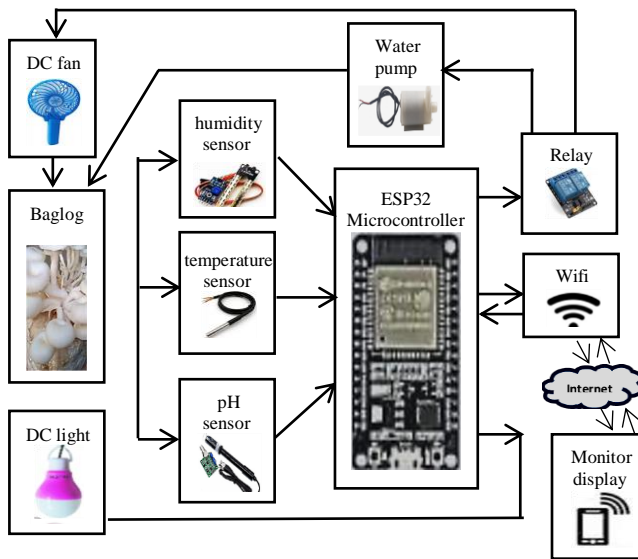 DC fan
Water
pump
humidity
sensor
Relay
ESP32
Microcontroller
Baglog
temperature
sensor
Wifi
Internet
pH
sensor
DC light
Monitor
display